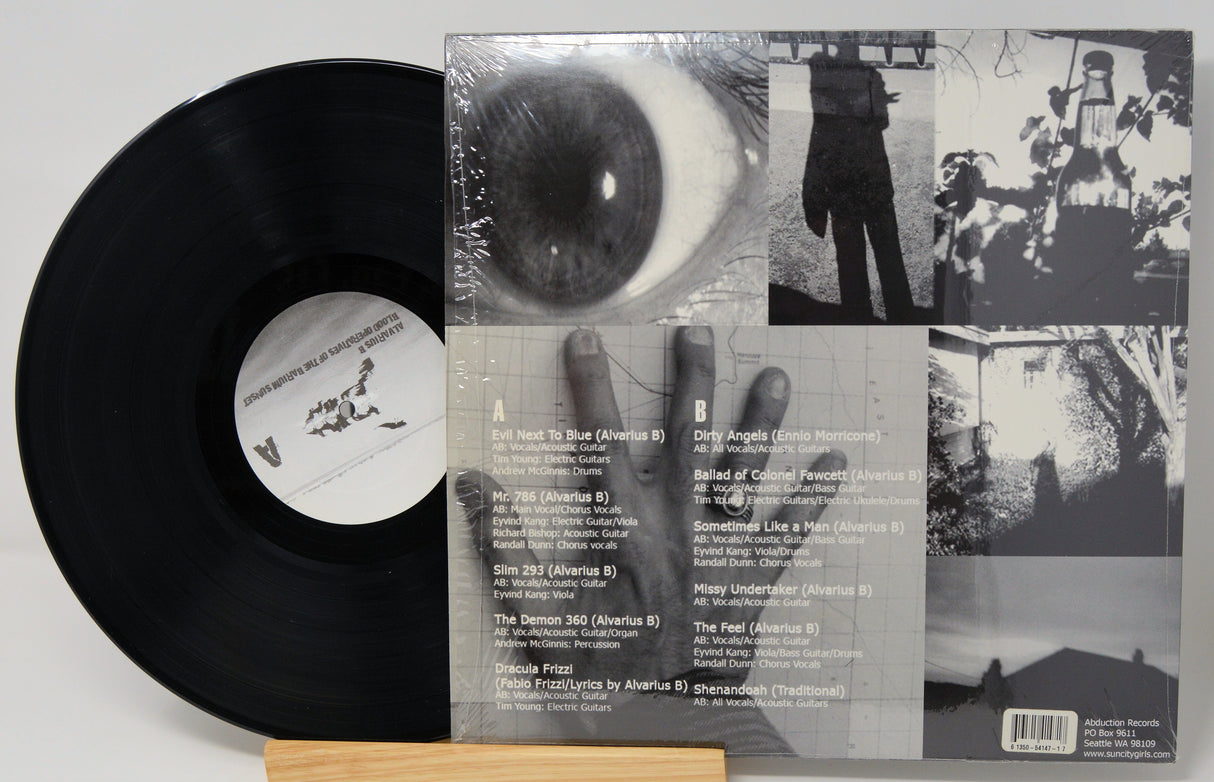 ALVARIUS B
BLOOD OPERATIVES OF THE BARIUM SUNSET
A
A
Evil Next To Blue (Alvarius B)
AB: Vocals/Acoustic Guitar
Tim Young: Electric Guitars
Andrew McGinnis: Drums
Mr. 786 (Alvarius B)
AB: Main Vocal/Chorus Vocals
Eyvind Kang: Electric Guitar/Viola
Richard Bishop: Acoustic Guitar
Randall Dunn: Chorus vocals
Slim 293 (Alvarius B)
AB: Vocals/Acoustic Guitar
Eyvind Kang: Viola
The Demon 360 (Alvarius B)
AB: Vocals/Acoustic Guitar/Organ
Andrew McGinnis: Percussion
Dracula Frizzi
(Fabio Frizzi/Lyrics by Alvarius B)
AB: Vocals/Acoustic Guitar
Tim Young: Electric Guitars
B
Dirty Angels (Ennio Morricone)
AB: All Vocals/Acoustic Guitars
Ballad of Colonel Fawcett (Alvarius B)
AB: Vocals/Acoustic Guitar/Bass Guitar
Tim Young: Electric Guitars/Electric Ukulele/Drums
Sometimes Like a Man (Alvarius B)
AB: Vocals/Acoustic Guitar/Bass Guitar
Eyvind Kang: Viola/Drums
Randall Dunn: Chorus Vocals
Missy Undertaker (Alvarius B)
AB: Vocals/Acoustic Guitar
The Feel (Alvarius B)
AB: Vocals/Acoustic Guitar
Eyvind Kang: Viola/Bass Guitar/Drums
Randall Dunn: Chorus Vocals
Shenandoah (Traditional)
AB: All Vocals/Acoustic Guitars
EAST
6 1350-54147-1 7
Abduction Records
PO Box 9611
Seattle WA 98109
www.suncitygirls.com